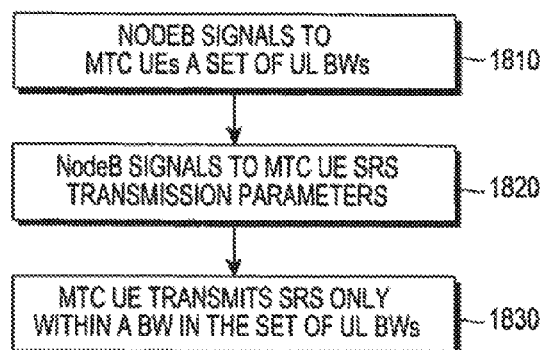 NODEB SIGNALS TO
MTC UEs A SET OF UL BWs
1810
NodeB SIGNALS TO MTC UE SRS
TRANSMISSION PARAMETERS
1820
MTC UE TRANSMITS SRS ONLY
WITHIN A BW IN THE SET OF UL BWs
1830